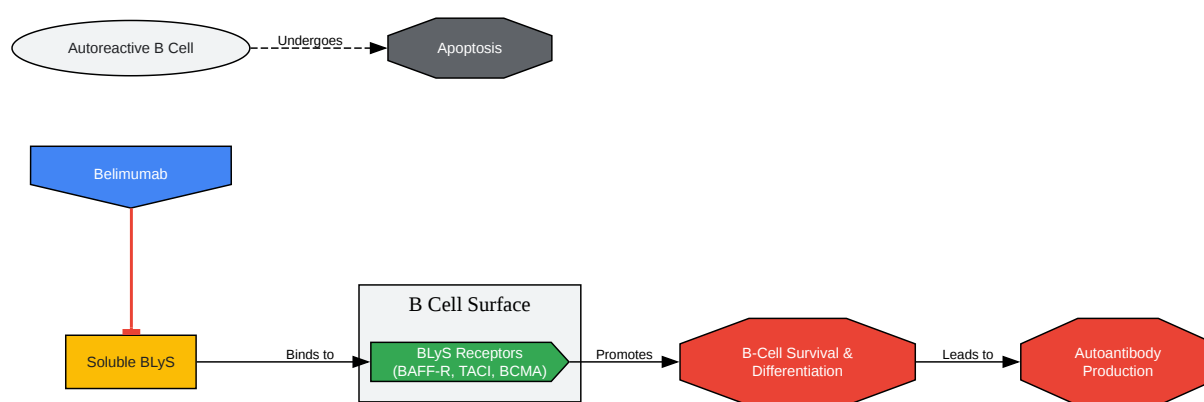 Autoreactive B Cell
Undergoes
Apoptosis
Belimumab
B Cell Surface
Soluble BLyS
Binds to
BLyS Receptors
(BAFF-R, TACI, BCMA)
Promotes
B-Cell Survival &
Differentiation
Leads to
Autoantibody
Production